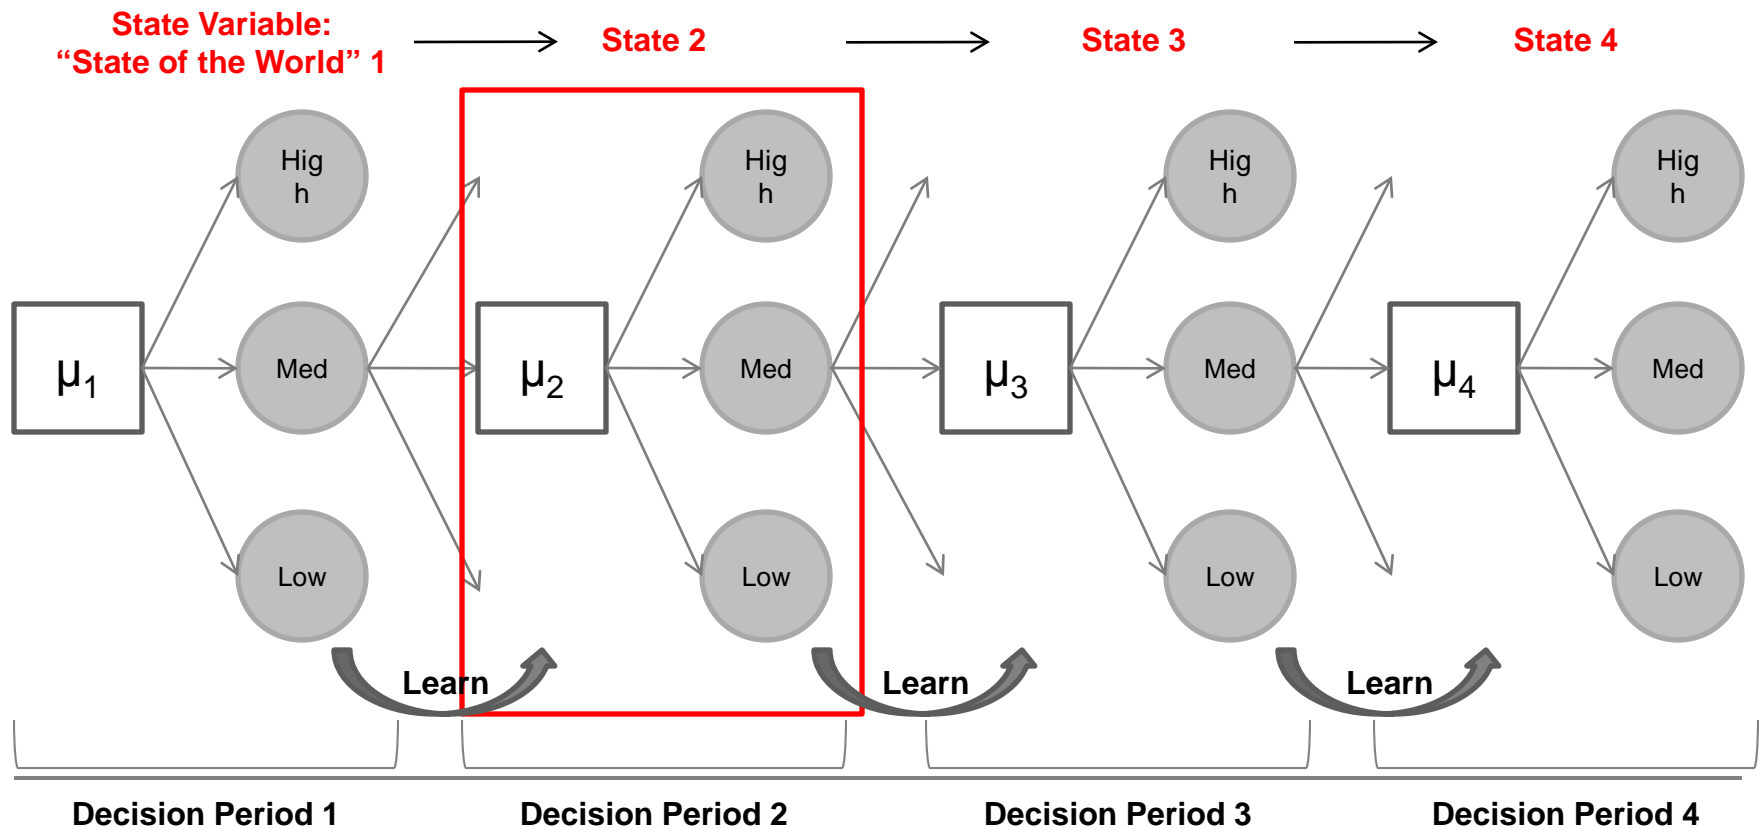 State Variable:
“State of the World” 1
State 2
State 3
State 4
Hig
h
Hig
h
Hig
h
Hig
h
μ1
Med
μ2
Med
μ3
Med
μ4
Med
Low
Low
Low
Low
Learn
Learn
Learn
Decision Period 1
Decision Period 2
Decision Period 3
Decision Period 4